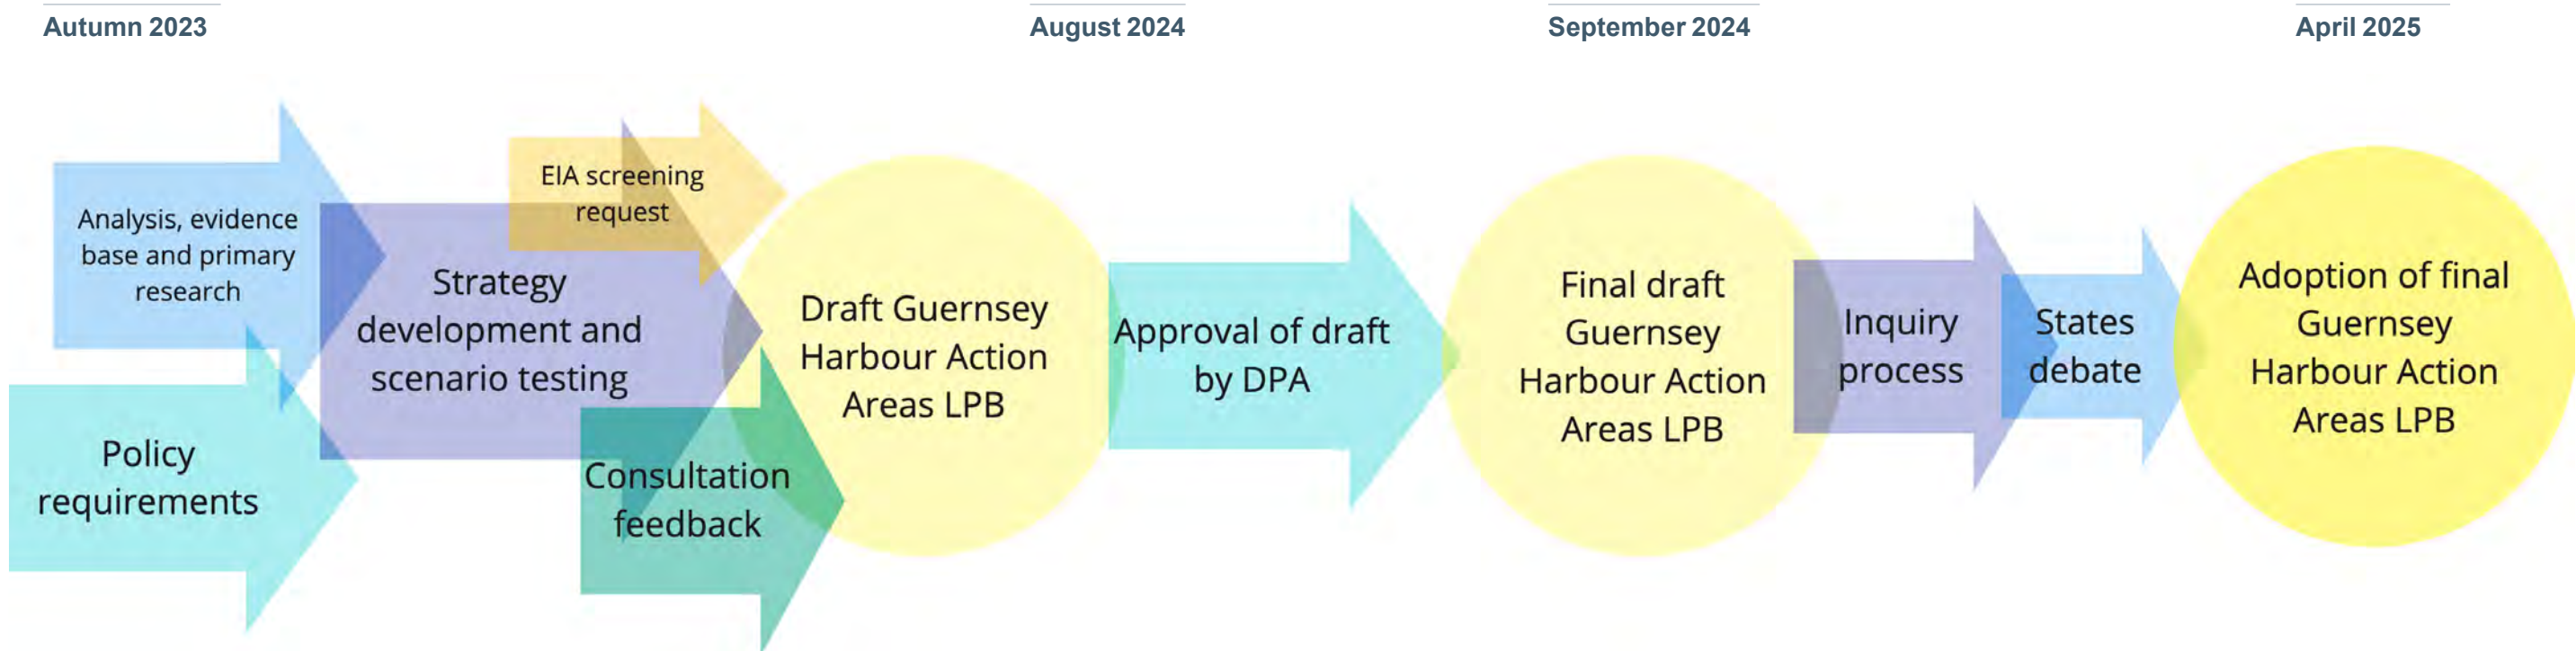 Autumn 2023
August 2024
September 2024
April 2025
Analysis, evidence
base and primary
research
Policy
requirements
Strategy
development and
scenario testing
EIA screening
request
Consultation
feedback
Draft Guernsey
Harbour Action
Areas LPB
Approval of draft
by DPA
Final draft
Guernsey
Harbour Action
Areas LPB
Inquiry
process
States
debate
Adoption of final
Guernsey
Harbour Action
Areas LPB